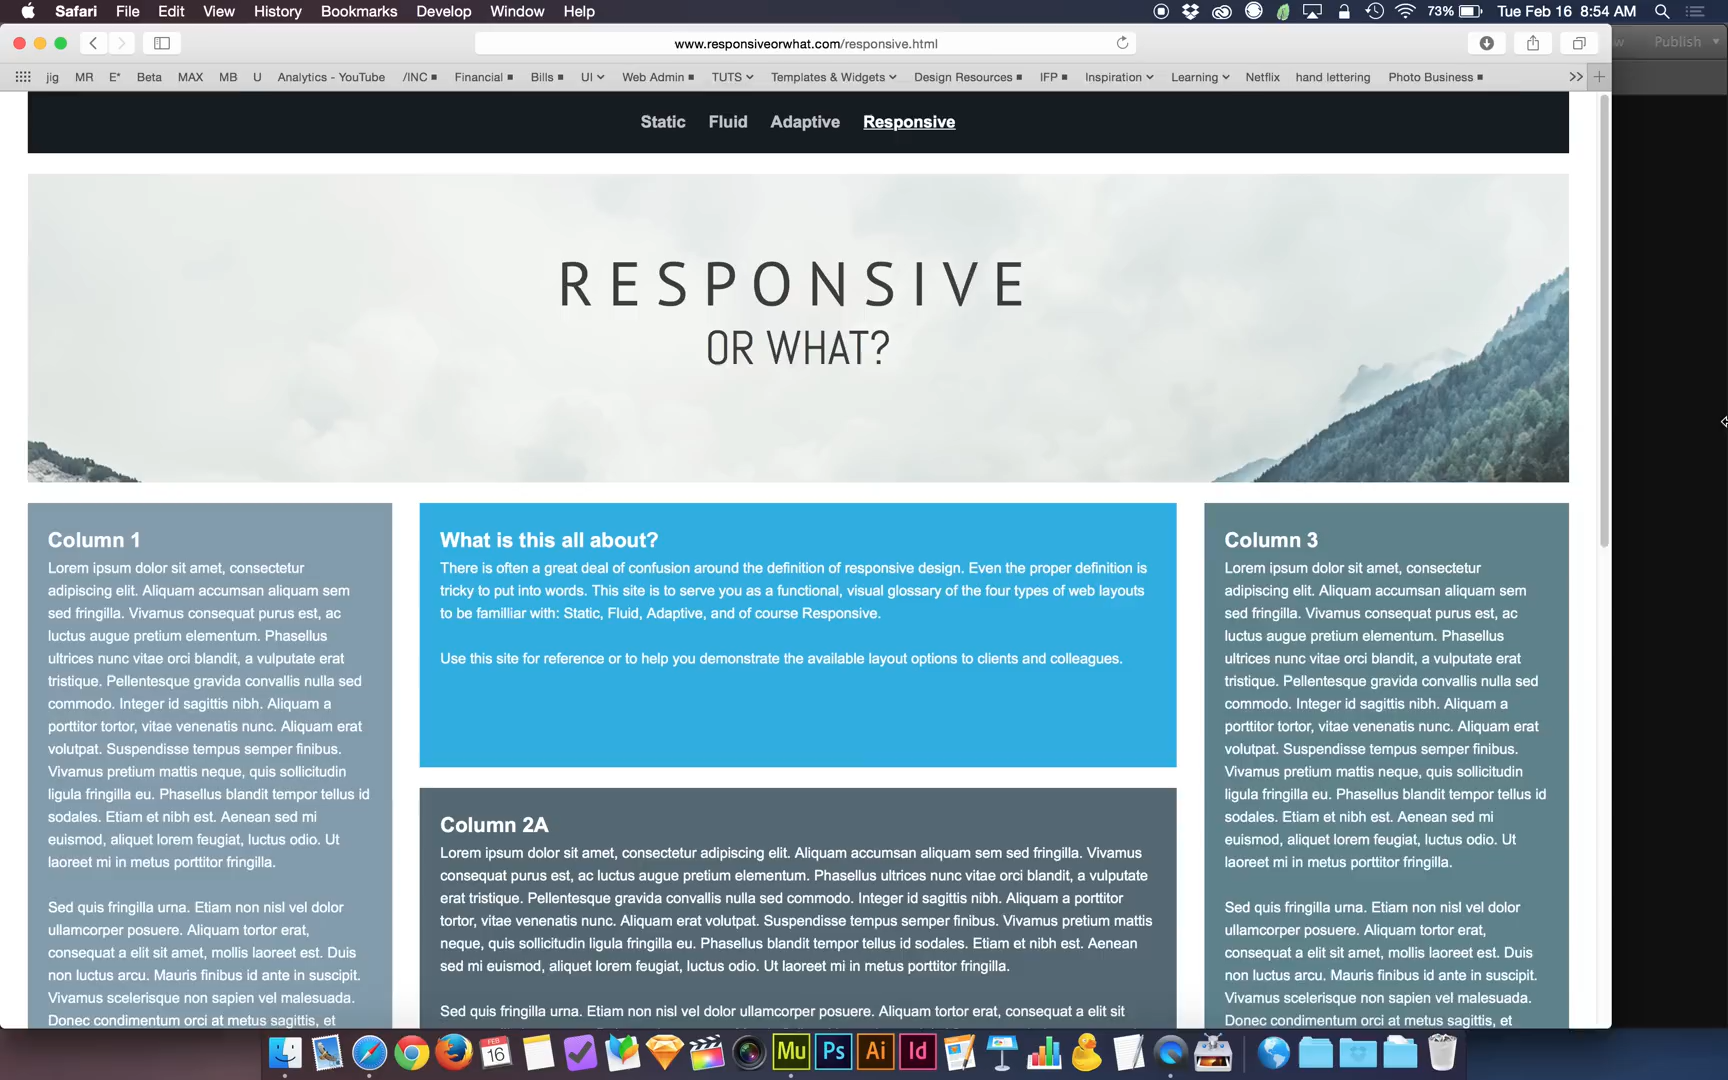 Safari File Edit View History Bookmarks Develop Window Help 73% Tue Feb 16 8:54 AM
www.responsiveorwhat.com/responsive.html
Publish
jig MR E* Beta MAX MB U Analytics - YouTube /INC Financial Bills UI Web Admin TUTS Templates & Widgets Design Resources IFP Inspiration Learning Netflix hand lettering Photo Business
Static Fluid Adaptive Responsive
RESPONSIVE
OR WHAT?
Column 1
Lorem ipsum dolor sit amet, consectetur
adipiscing elit. Aliquam accumsan aliquam sem
sed fringilla. Vivamus consequat purus est, ac
luctus augue pretium elementum. Phasellus
ultrices nunc vitae orci blandit, a vulputate erat
tristique. Pellentesque gravida convallis nulla sed
commodo. Integer id sagittis nibh. Aliquam a
porttitor tortor, vitae venenatis nunc. Aliquam erat
volutpat. Suspendisse tempus semper finibus.
Vivamus pretium mattis neque, quis sollicitudin
ligula fringilla eu. Phasellus blandit tempor tellus id
sodales. Etiam et nibh est. Aenean sed mi
euismod, aliquet lorem feugiat, luctus odio. Ut
laoreet mi in metus porttitor fringilla.
Sed quis fringilla urna. Etiam non nisl vel dolor
ullamcorper posuere. Aliquam tortor erat,
consequat a elit sit amet, mollis laoreet est. Duis
non luctus arcu. Mauris finibus id ante in suscipit.
Vivamus scelerisque non sapien vel malesuada.
Donec condimentum orci at metus sagittis, et
What is this all about?
There is often a great deal of confusion around the definition of responsive design. Even the proper definition is
tricky to put into words. This site is to serve you as a functional, visual glossary of the four types of web layouts
to be familliar with: Static, Fluid, Adaptive, and of course Responsive.
Use this site for reference or to help you demonstrate the available layout options to clients and colleagues.
Column 2A
Lorem ipsum dolor sit amet, consectetur adipiscing elit. Aliquam accumsan aliquam sem sed fringilla. Vivamus
consequat purus est, ac luctus augue pretium elementum. Phasellus ultrices nunc vitae orci blandit, a vulputate
erat tristique. Pellentesque gravida convallis nulla sed commodo. Integer id sagittis nibh. Aliquam a porttitor
tortor, vitae venenatis nunc. Aliquam erat volutpat. Suspendisse tempus semper finibus. Vivamus pretium mattis
neque, quis sollicitudin ligula fringilla eu. Phasellus blandit tempor tellus id sodales. Etiam et nibh est. Aenean
sed mi euismod, aliquet lorem feugiat, luctus odio. Ut laoreet mi in metus porttitor fringilla.
Sed quis fringilla urna. Etiam non nisl vel dolor ullamcorper posuere. Aliquam tortor erat, consequat a elit sit
Column 3
Lorem ipsum dolor sit amet, consectetur
adipiscing elit. Aliquam accumsan aliquam sem
sed fringilla. Vivamus consequat purus est, ac
luctus augue pretium elementum. Phasellus
ultrices nunc vitae orci blandit, a vulputate erat
tristique. Pellentesque gravida convallis nulla sed
commodo. Integer id sagittis nibh. Aliquam a
porttitor tortor, vitae venenatis nunc. Aliquam erat
volutpat. Suspendisse tempus semper finibus.
Vivamus pretium mattis neque, quis sollicitudin
ligula fringilla eu. Phasellus blandit tempor tellus id
sodales. Etiam et nibh est. Aenean sed mi
euismod, aliquet lorem feugiat, luctus odio. Ut
laoreet mi in metus porttitor fringilla.
Sed quis fringilla urna. Etiam non nisl vel dolor
ullamcorper posuere. Aliquam tortor erat,
consequat a elit sit amet, mollis laoreet est. Duis
non luctus arcu. Mauris finibus id ante in suscipit.
Vivamus scelerisque non sapien vel malesuada.
Donec condimentum orci at metus sagittis, et
FEB 16 Mu Ps Ai Id